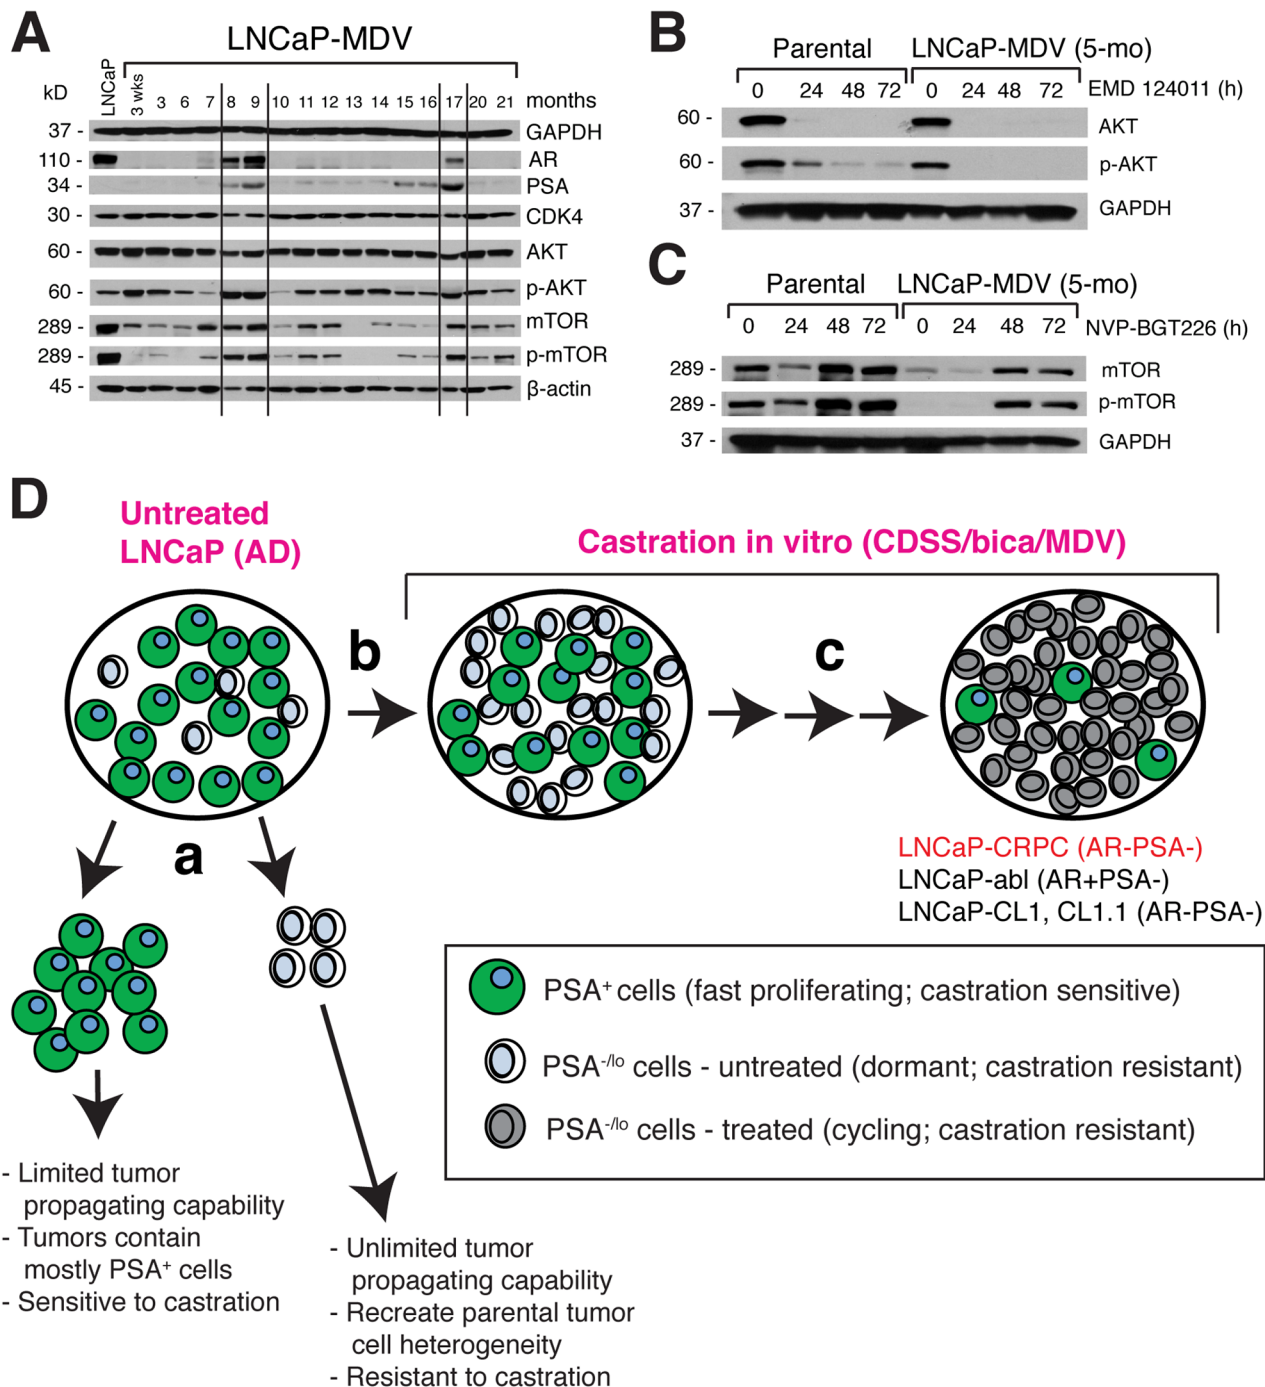 A
LNCaP-MDV
kD
LNCaP
3 wks
3 6 7 8 9 10 11 12 13 14 15 16 17 20 21 months
37 - GAPDH
110 - AR
34 - PSA
30 - CDK4
60 - AKT
60 - p-AKT
289 - mTOR
289 - p-mTOR
45 - β-actin
B
Parental LNCaP-MDV (5-mo)
0 24 48 72 0 24 48 72 EMD 124011 (h)
60 - AKT
60 - p-AKT
37 - GAPDH
C
Parental LNCaP-MDV (5-mo)
0 24 48 72 0 24 48 72 NVP-BGT226 (h)
289 - mTOR
289 - p-mTOR
37 - GAPDH
D
Untreated
LNCaP (AD)
Castration in vitro (CDSS/bica/MDV)
b
c
a
LNCaP-CRPC (AR-PSA-)
LNCaP-abl (AR+PSA-)
LNCaP-CL1, CL1.1 (AR-PSA-)
PSA+ cells (fast proliferating; castration sensitive)
PSA-/lo cells - untreated (dormant; castration resistant)
PSA-/lo cells - treated (cycling; castration resistant)
- Limited tumor
propagating capability
- Tumors contain
mostly PSA+ cells
- Sensitive to castration
- Unlimited tumor
propagating capability
- Recreate parental tumor
cell heterogeneity
- Resistant to castration